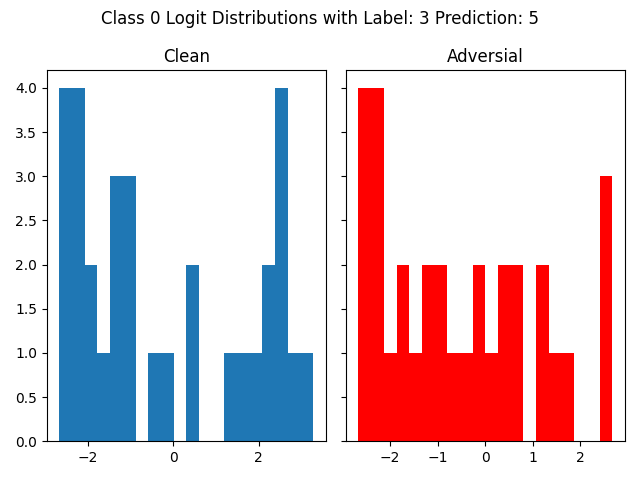 Class 0 Logit Distributions with Label: 3 Prediction: 5
Clean
Adversial
4.0
3.5
3.0
2.5
2.0
1.5
1.0
0.5
0.0
−2 0 2
−2 −1 0 1 2